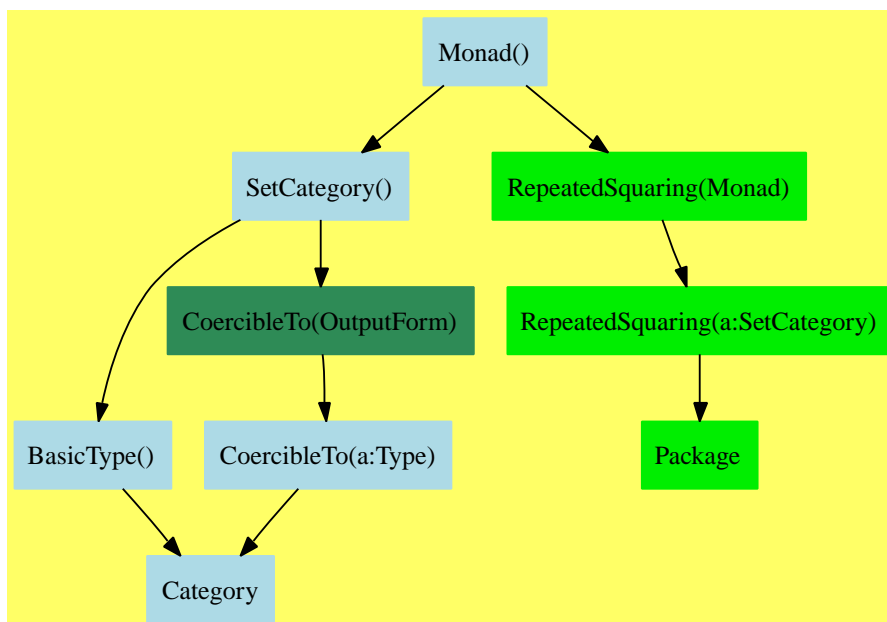 Monad()
SetCategory()
RepeatedSquaring(Monad)
CoercibleTo(OutputForm)
RepeatedSquaring(a:SetCategory)
BasicType()
CoercibleTo(a:Type)
Package
Category